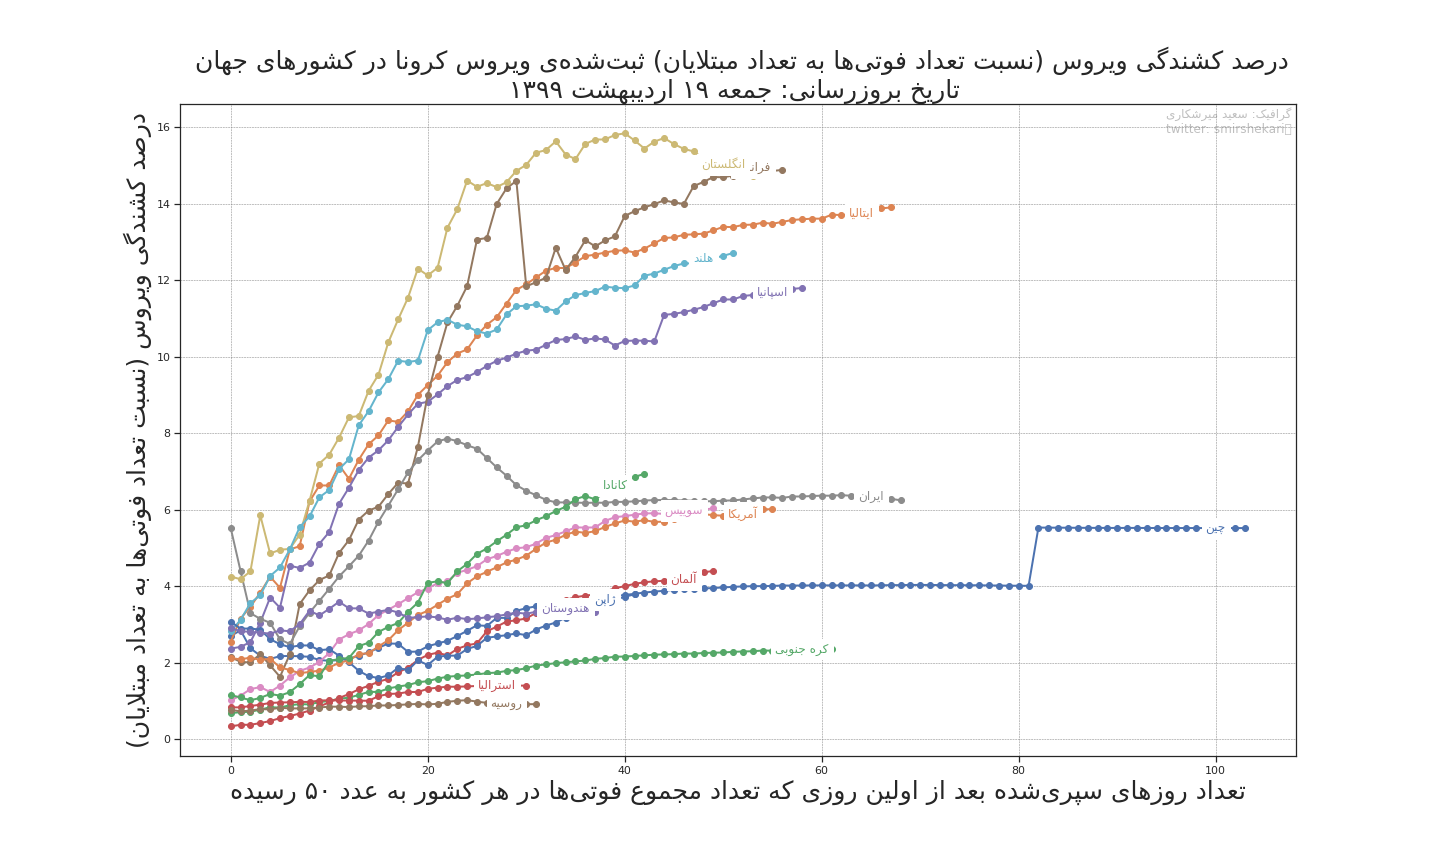 درصد کشندگی ویروس (نسبت تعداد فوتی‌ها به تعداد مبتلایان) ثبت‌شده‌ی ویروس کرونا در کشورهای جهان
تاریخ بروزرسانی: جمعه ۱۹ اردیبهشت ۱۳۹۹
گرافیک: سعید میرشکاری
twitter: smirshekari
درصد کشندگی ویروس (نسبت تعداد فوتی‌ها به تعداد مبتلایان)
16
14
12
10
8
6
4
2
0
انگلستان
فرا
ایتالیا
هلند
اسپانیا
کانادا
ایران
سوییس
آمریکا
چین
آلمان
ژاپن
هندوستان
کره جنوبی
استرالیا
روسیه
0 20 40 60 80 100
تعداد روزهای سپری‌شده بعد از اولین روزی که تعداد مجموع فوتی‌ها در هر کشور به عدد ۵۰ رسیده